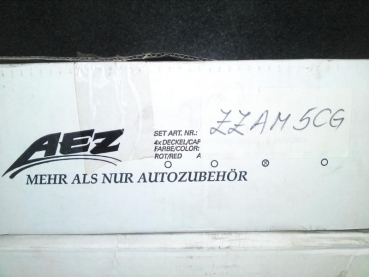 AEZ
SET ART. NR.: ZZAM5CG
4x DECKEL/CAP
FARBE/COLOR:
ROT/RED A
MEHR ALS NUR AUTOZUBEHÖR